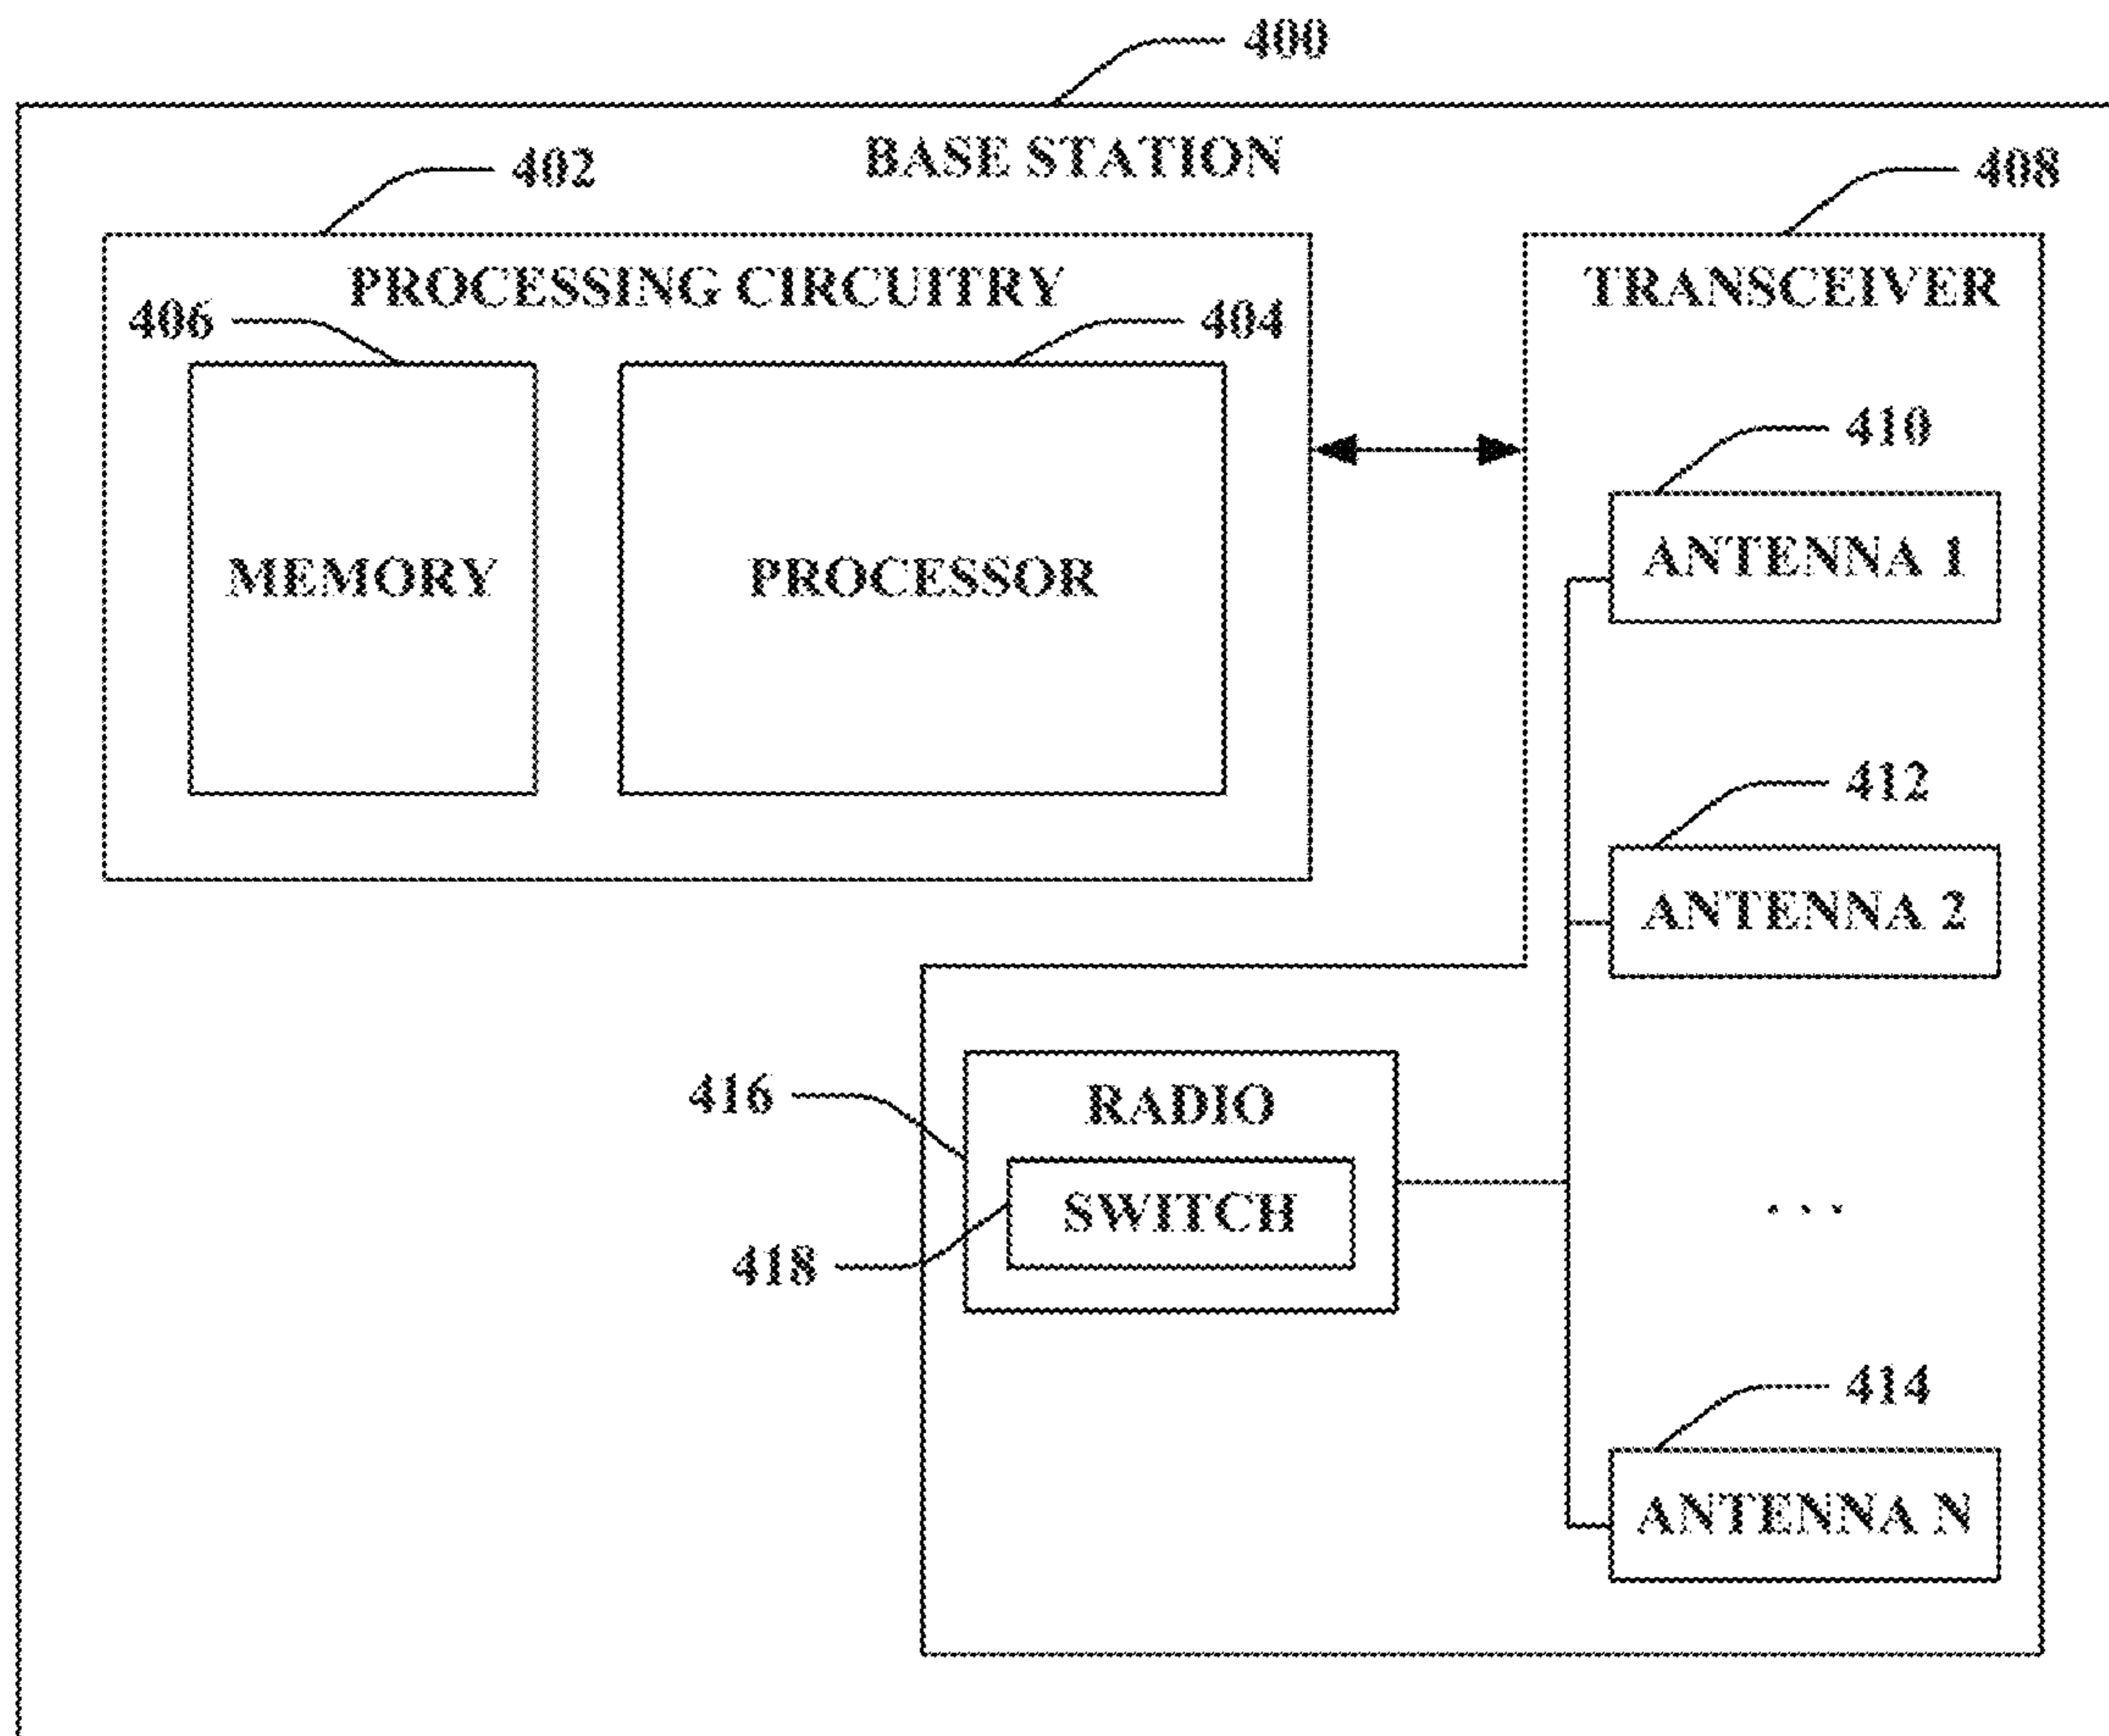 400
BASE STATION
402
408
PROCESSING CIRCUITRY
TRANSCEIVER
406
404
MEMORY
PROCESSOR
410
ANTENNA 1
412
ANTENNA 2
416
RADIO
SWITCH
418
. . .
414
ANTENNA N